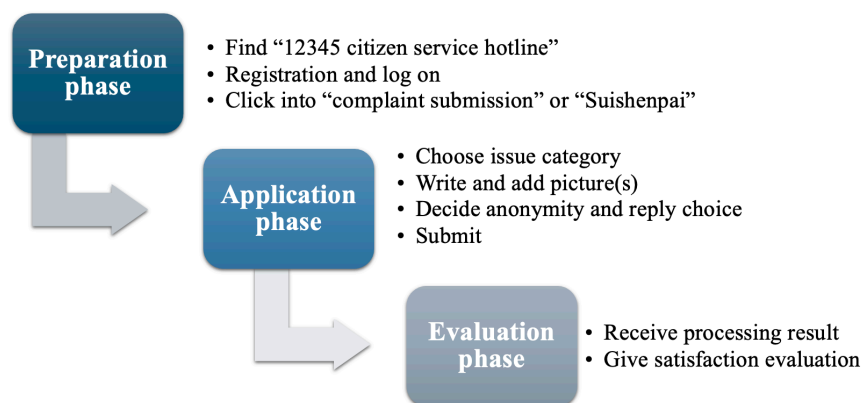 Preparation
phase
• Find “12345 citizen service hotline”
• Registration and log on
• Click into “complaint submission” or “Suishenpai”
Application
phase
• Choose issue category
• Write and add picture(s)
• Decide anonymity and reply choice
• Submit
Evaluation
phase
• Receive processing result
• Give satisfaction evaluation